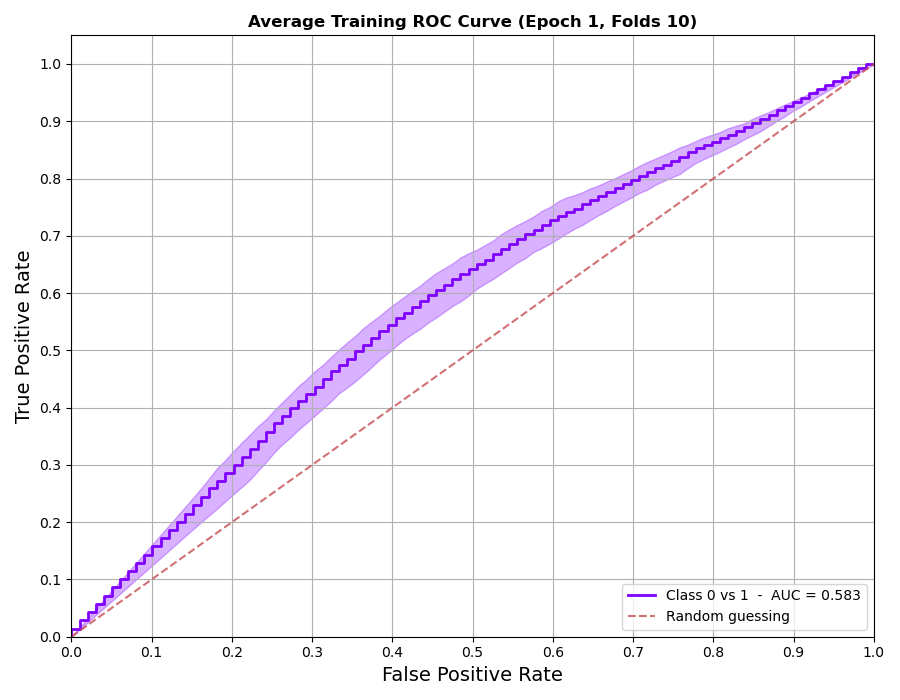 Average Training ROC Curve (Epoch 1, Folds 10)
True Positive Rate
1.0
0.9
0.8
0.7
0.6
0.5
0.4
0.3
0.2
0.1
0.0
Class 0 vs 1 - AUC = 0.583
Random guessing
0.0 0.1 0.2 0.3 0.4 0.5 0.6 0.7 0.8 0.9 1.0
False Positive Rate